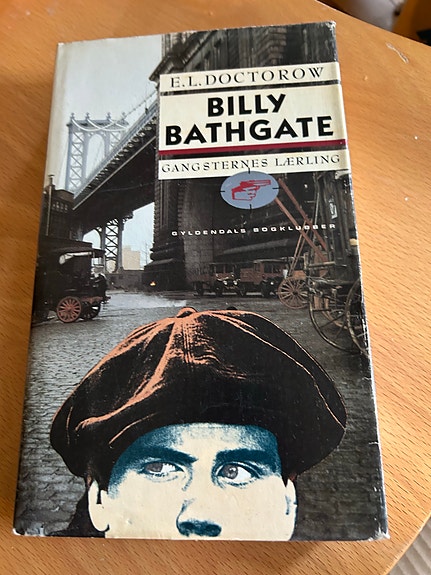 E.L. DOCTOROW
BILLY
BATHGATE
GANGSTERNES LÆRLING
GYLDENDALS BOGKLUBBER